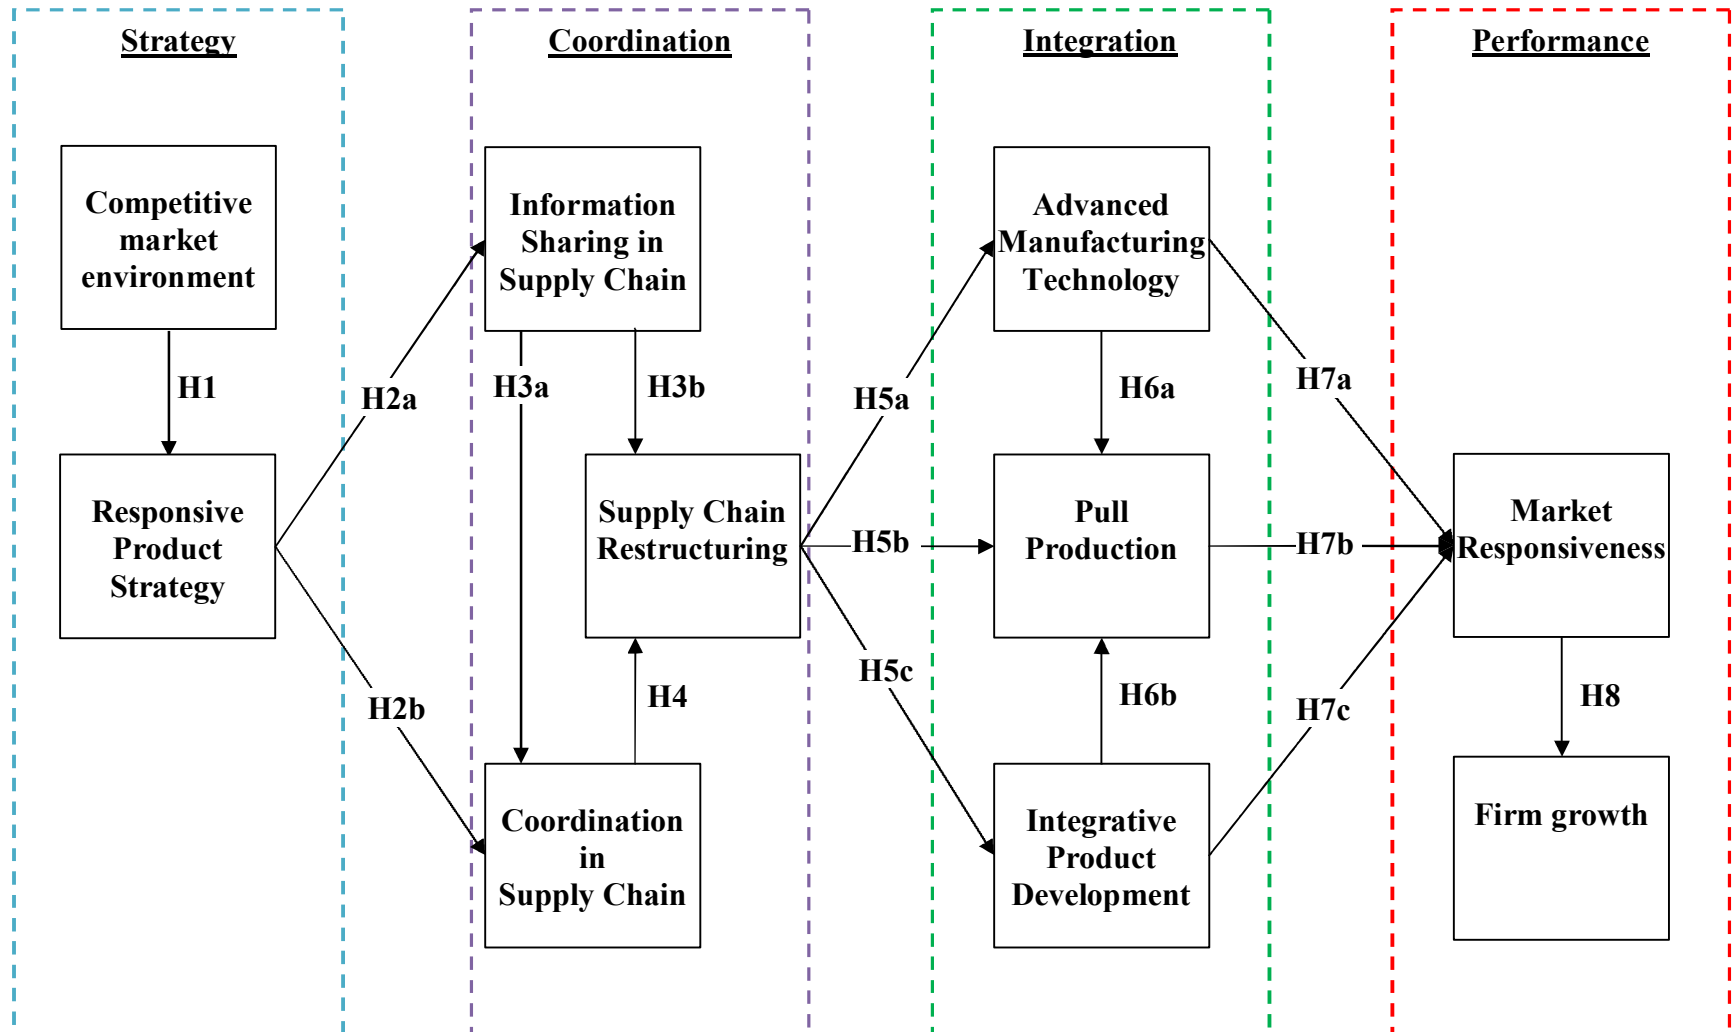 Strategy
Coordination
Integration
Performance
Competitive
market
environment
Information
Sharing in
Supply Chain
Advanced
Manufacturing
Technology
H1
H2a
H3a
H3b
H5a
H6a
H7a
Responsive
Product
Strategy
Supply Chain
Restructuring
H5b
Pull
Production
H7b
Market
Responsiveness
H2b
H4
H5c
H6b
H7c
H8
Coordination
in
Supply Chain
Integrative
Product
Development
Firm growth